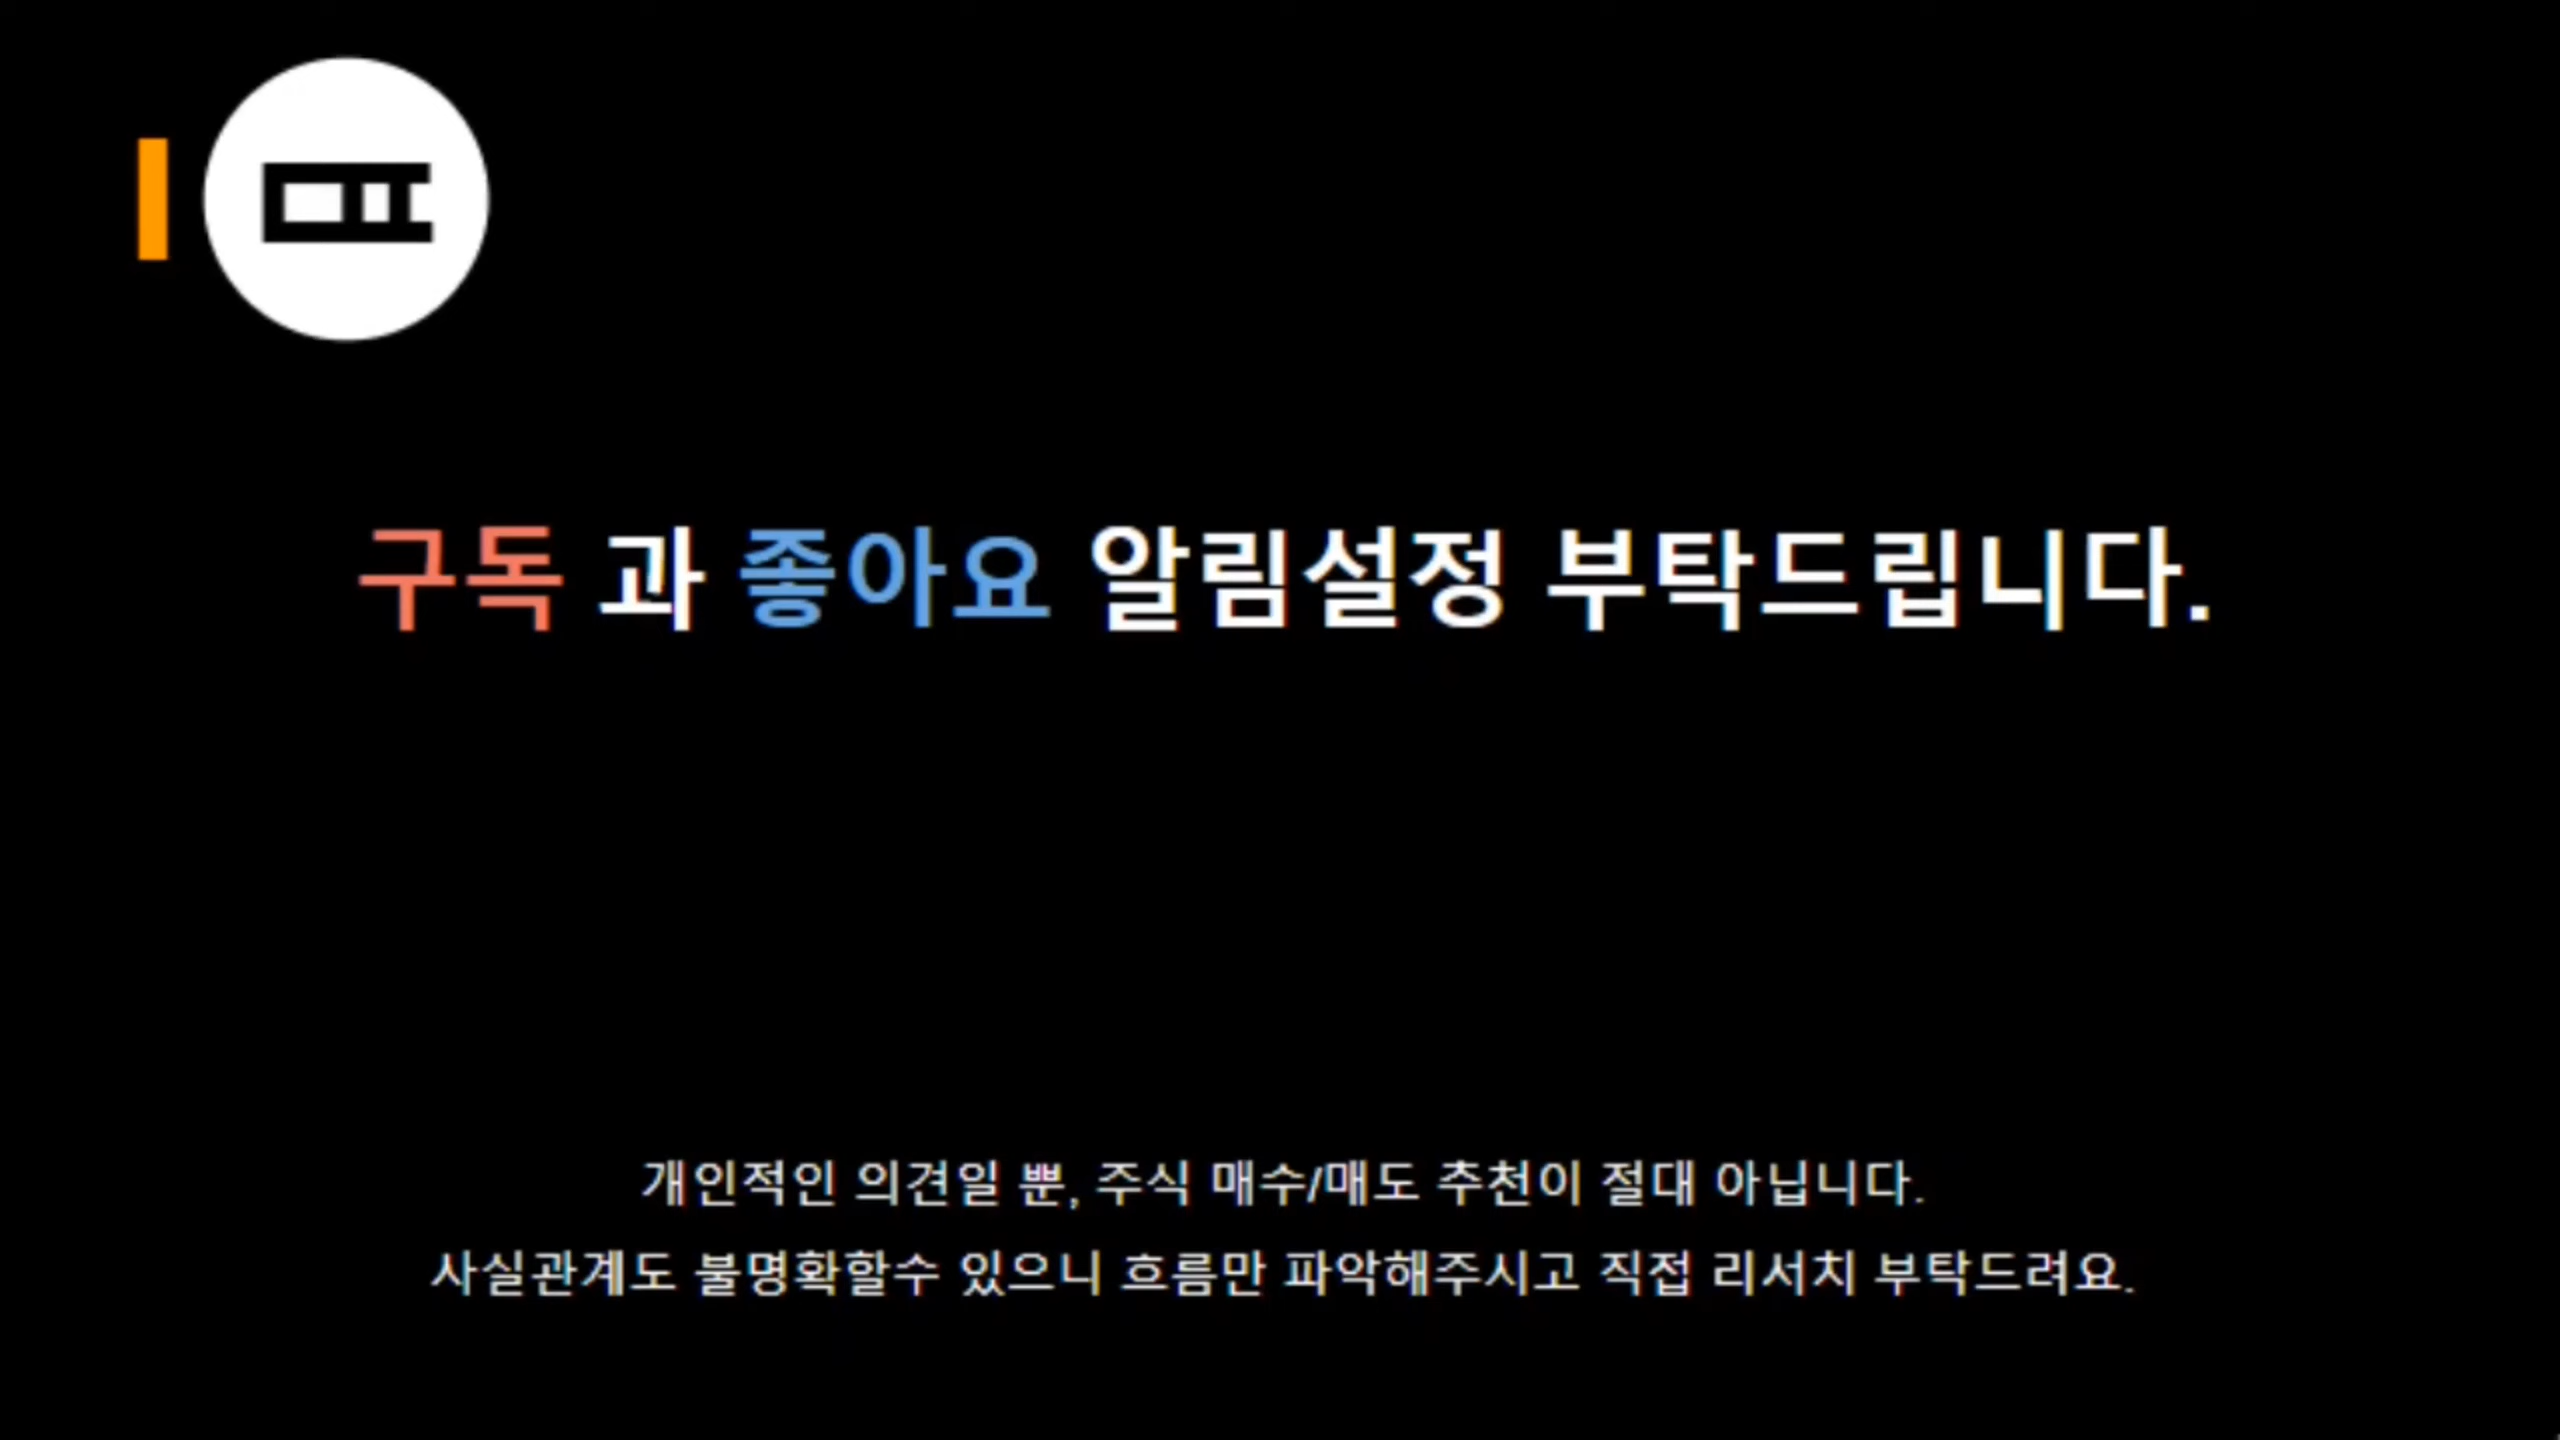 구독 과 좋아요 알림설정 부탁드립니다.
개인적인 의견일 뿐, 주식 매수/매도 추천이 절대 아닙니다.
사실관계도 불명확할수 있으니 흐름만 파악해주시고 직접 리서치 부탁드려요.